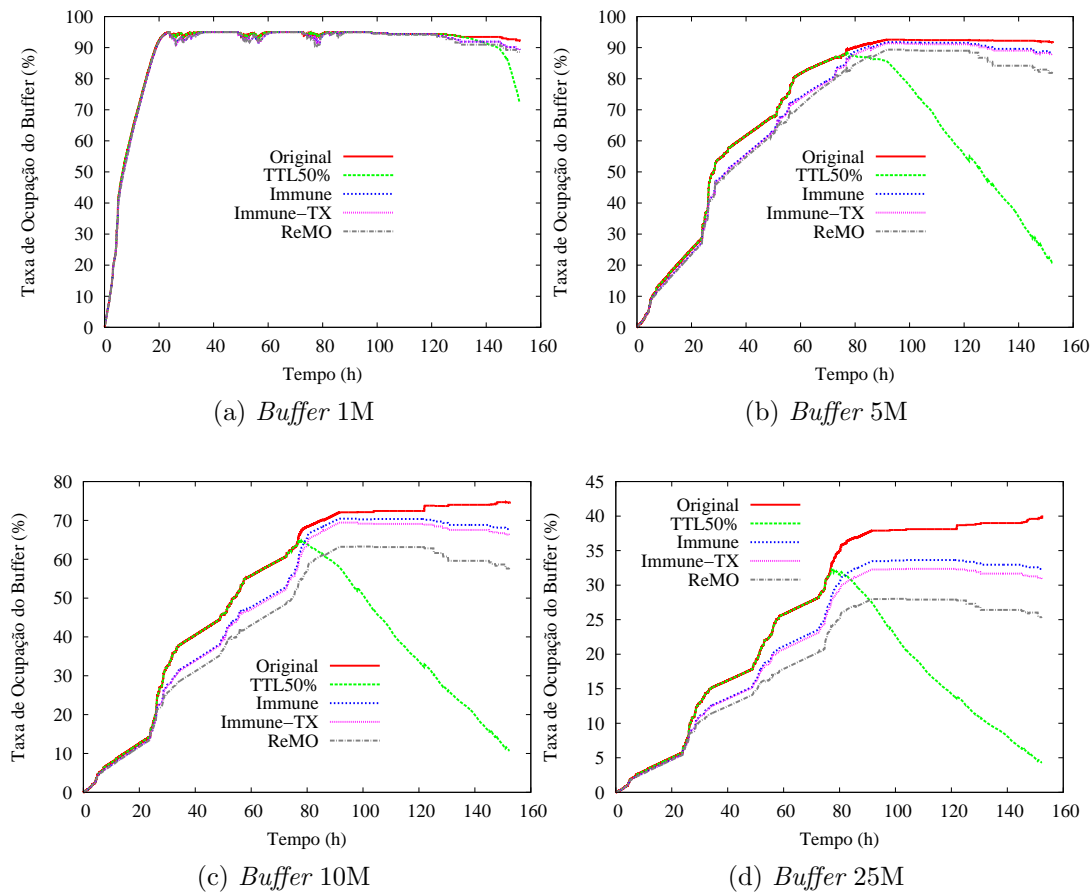 Taxa de Ocupação do Buffer (%)
100
90
80
70
60
50
40
30
20
10
0
Original
TTL50%
Immune
Immune−TX
ReMO
0 20 40 60 80 100 120 140 160
Tempo (h)
(a) Buffer 1M
Taxa de Ocupação do Buffer (%)
100
90
80
70
60
50
40
30
20
10
0
Original
TTL50%
Immune
Immune−TX
ReMO
0 20 40 60 80 100 120 140 160
Tempo (h)
(b) Buffer 5M
Taxa de Ocupação do Buffer (%)
80
70
60
50
40
30
20
10
0
Original
TTL50%
Immune
Immune−TX
ReMO
0 20 40 60 80 100 120 140 160
Tempo (h)
(c) Buffer 10M
Taxa de Ocupação do Buffer (%)
45
40
35
30
25
20
15
10
5
0
Original
TTL50%
Immune
Immune−TX
ReMO
0 20 40 60 80 100 120 140 160
Tempo (h)
(d) Buffer 25M